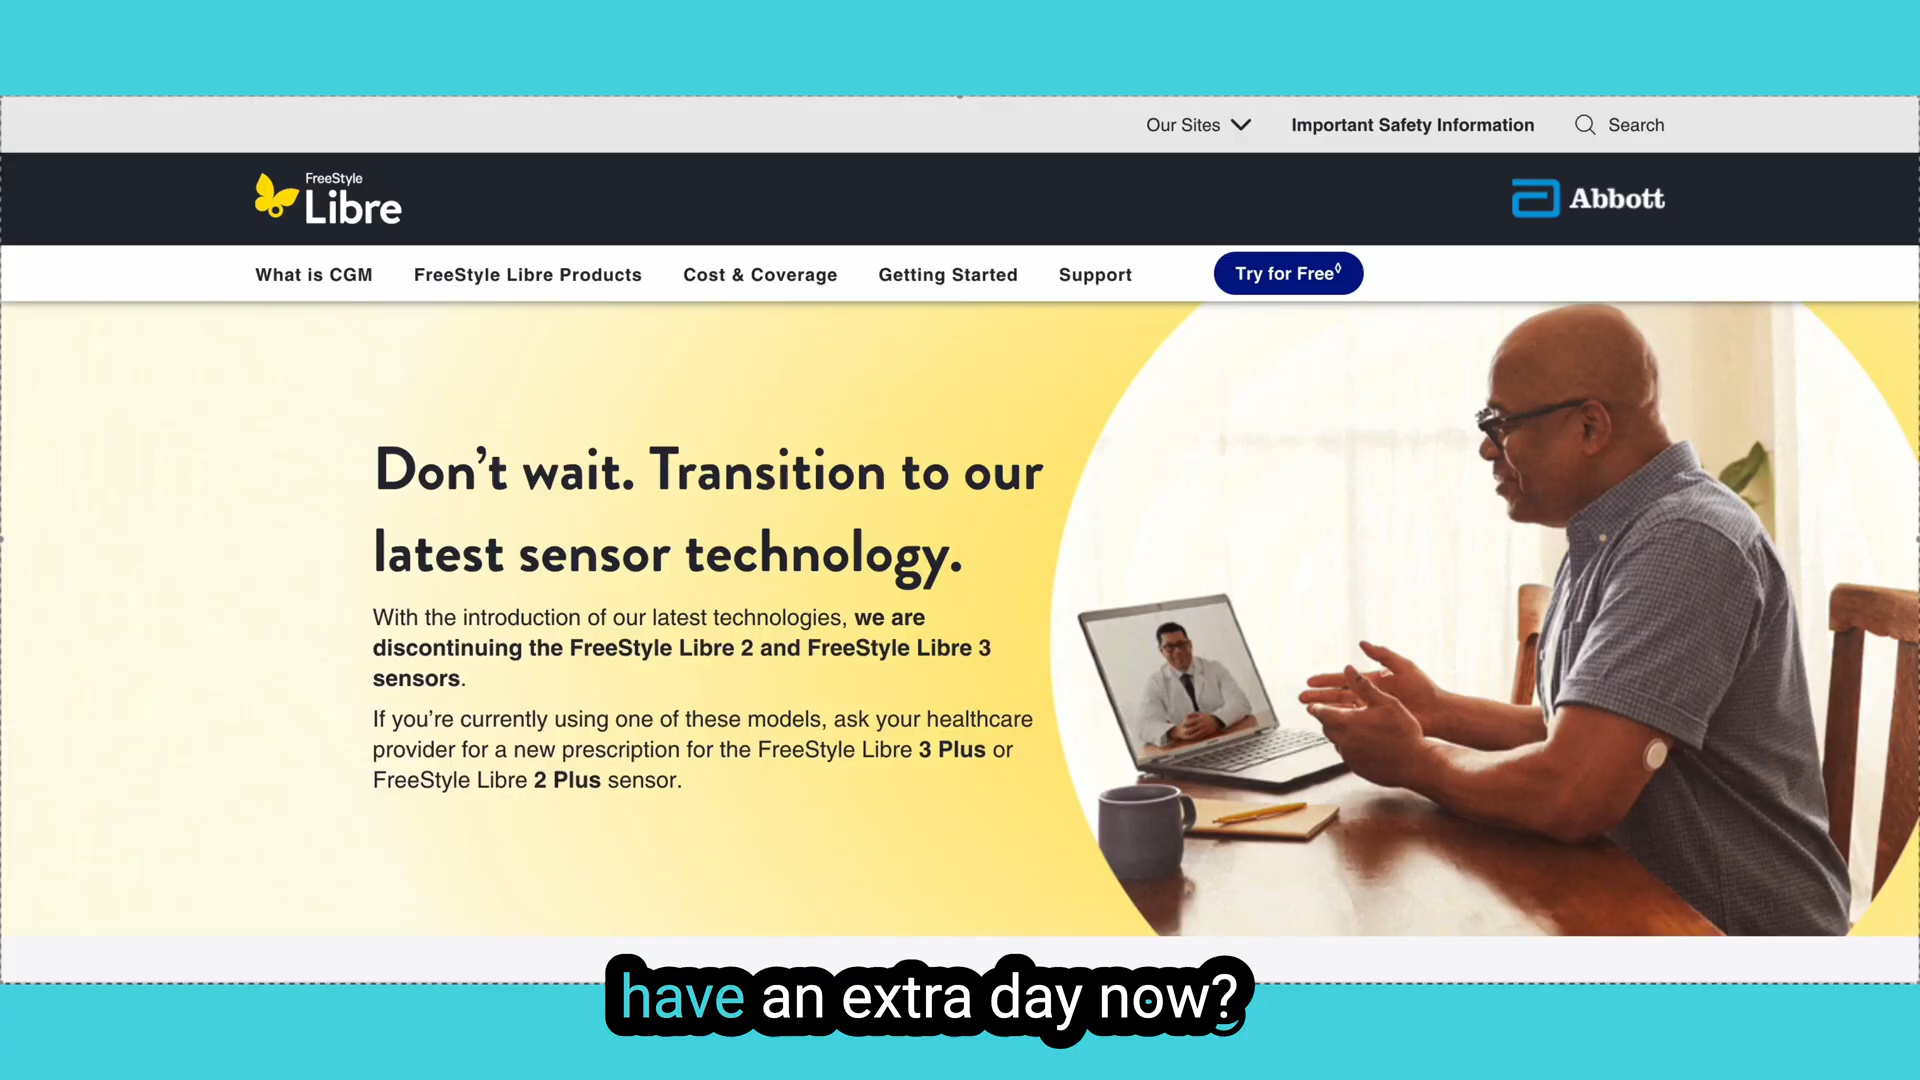 Our Sites
Important Safety Information
Search
FreeStyle
Libre
Abbott
What is CGM
FreeStyle Libre Products
Cost & Coverage
Getting Started
Support
Try for Free◊
Don't wait. Transition to our
latest sensor technology.
With the introduction of our latest technologies, we are
discontinuing the FreeStyle Libre 2 and FreeStyle Libre 3
sensors.
If you're currently using one of these models, ask your healthcare
provider for a new prescription for the FreeStyle Libre 3 Plus or
FreeStyle Libre 2 Plus sensor.
have an extra day now?